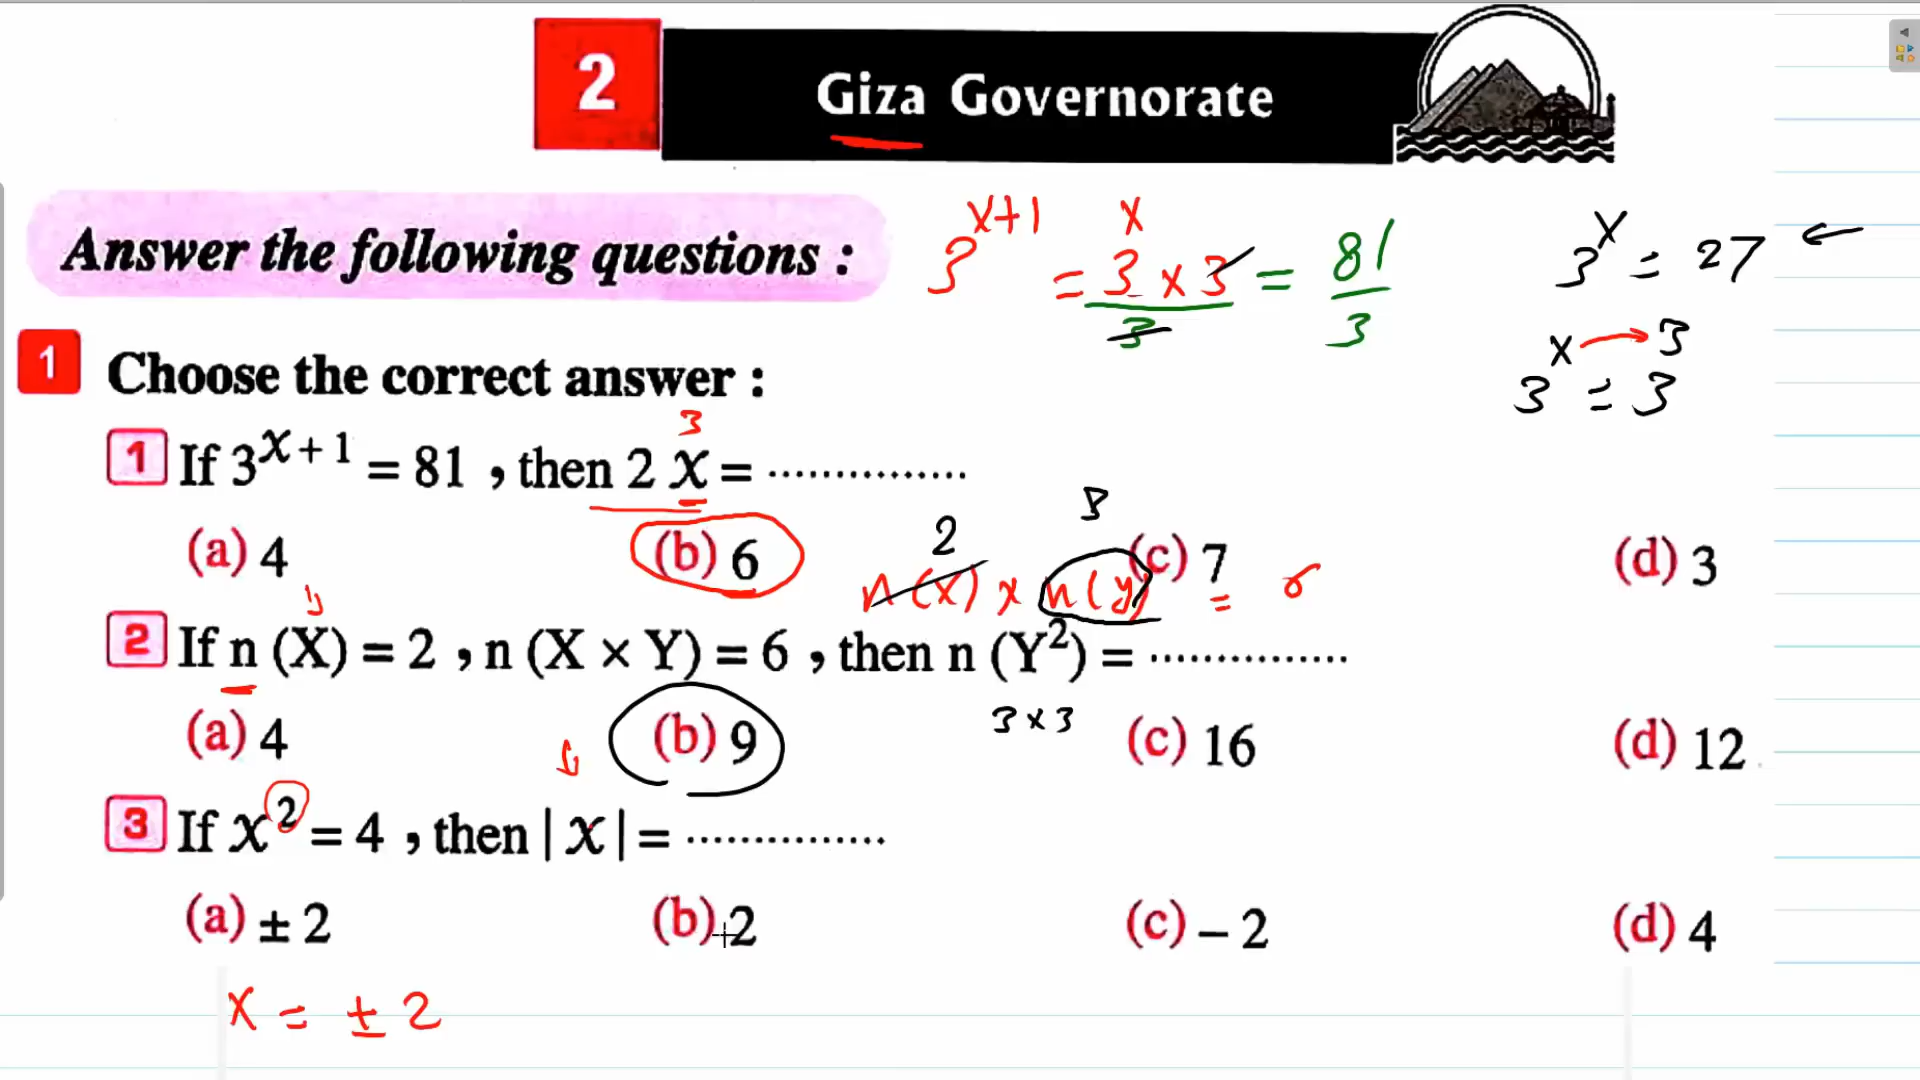 2 Giza Governorate
Answer the following questions :
3^(x+1) = 3^x × 3 / 3 = 81 / 3
3^x = 27 ←
3^x = 3^3
1 Choose the correct answer :
3
1 If 3^(x+1) = 81 , then 2 x = ...............
(a) 4 (b) 6 (c) 7 (d) 3
2 3
n(x) × n(y) = 6
2 If n (X) = 2 , n (X × Y) = 6 , then n (Y²) = ...............
3 × 3
(a) 4 (b) 9 (c) 16 (d) 12
3 If x² = 4 , then | x | = ...............
(a) ± 2 (b) 2 (c) – 2 (d) 4
x = ± 2